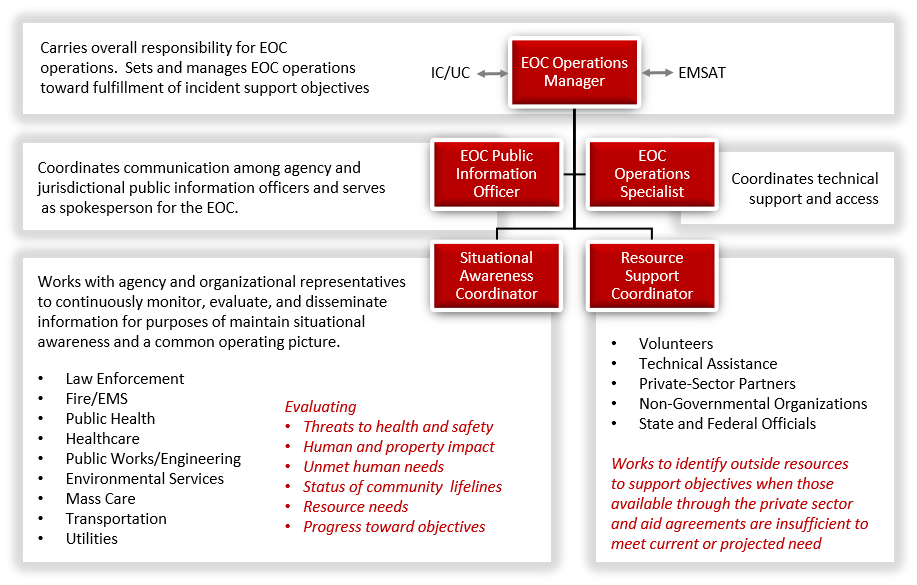 Carries overall responsibility for EOC
operations.  Sets and manages EOC operations
toward fulfillment of incident support objectives
IC/UC
EOC Operations
Manager
EMSAT
Coordinates communication among agency and
jurisdictional public information officers and serves
as spokesperson for the EOC.
EOC Public
Information
Officer
EOC
Operations
Specialist
Coordinates technical
support and access
Situational
Awareness
Coordinator
Resource
Support
Coordinator
Works with agency and organizational representatives
to continuously monitor, evaluate, and disseminate
information for purposes of maintain situational
awareness and a common operating picture.
• Law Enforcement
• Fire/EMS
• Public Health
• Healthcare
• Public Works/Engineering
• Environmental Services
• Mass Care
• Transportation
• Utilities
Evaluating
• Threats to health and safety
• Human and property impact
• Unmet human needs
• Status of community  lifelines
• Resource needs
• Progress toward objectives
• Volunteers
• Technical Assistance
• Private-Sector Partners
• Non-Governmental Organizations
• State and Federal Officials
Works to identify outside resources
to support objectives when those
available through the private sector
and aid agreements are insufficient to
meet current or projected need